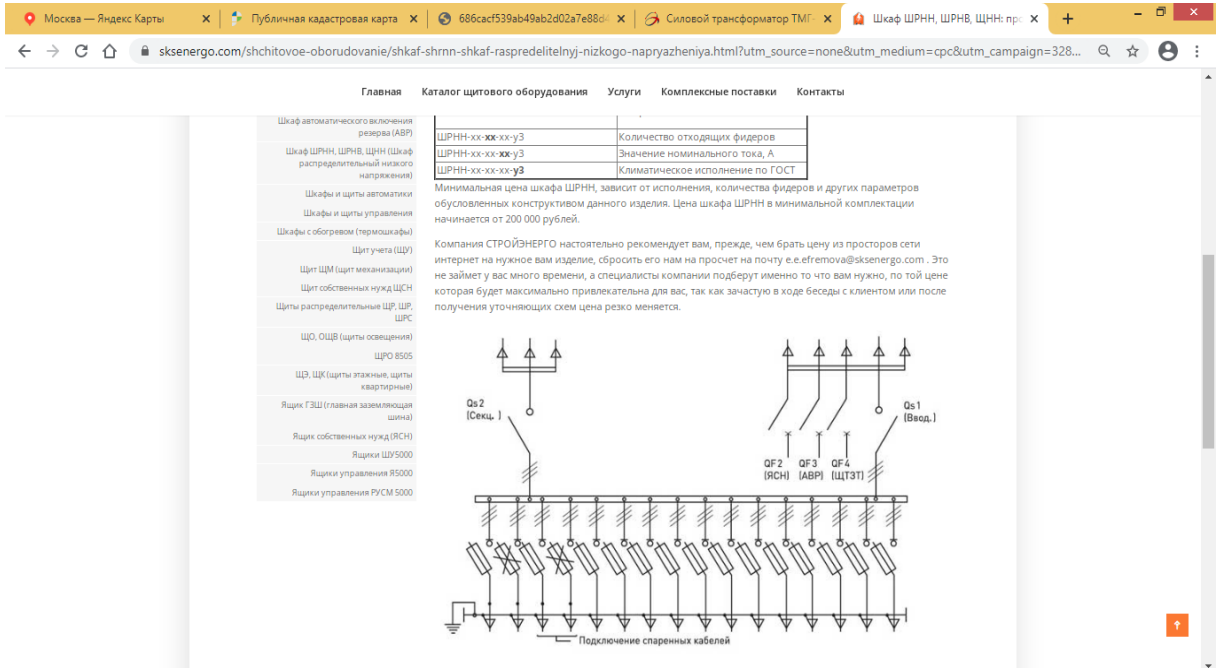 Москва — Яндекс Карты
Публичная кадастровая карта
686cacf539ab49ab2d02a7e88d4
Силовой трансформатор ТМГ-
Шкаф ШРНН, ШРНВ, ЩНН: про
sksenergo.com/shchitovoe-oborudovanie/shkaf-shrnn-shkaf-raspredelitelnyj-nizkogo-napryazheniya.html?utm_source=none&utm_medium=cpc&utm_campaign=328...
Главная Каталог щитового оборудования Услуги Комплексные поставки Контакты
Шкаф автоматического включения
резерва (АВР)
Шкаф ШРНН, ШРНВ, ЩНН (Шкаф
распределительный низкого
напряжения)
Шкафы и щиты автоматики
Шкафы и щиты управления
Шкафы с обогревом (термошкафы)
Щит учета (ЩУ)
Щит ЩМ (щит механизации)
Щит собственных нужд ЩСН
Щиты распределительные ЩР, ШР,
ШРС
ЩО, ОЩВ (щиты освещения)
ЩРО 8505
ЩЭ, ЩК (щиты этажные, щиты
квартирные)
Ящик ГЗШ (главная заземляющая
шина)
Ящик собственных нужд (ЯСН)
Ящики ШУ5000
Ящики управления Я5000
Ящики управления РУСМ 5000
ШРНН-хх-хх-хх-у3 Количество отходящих фидеров
ШРНН-хх-хх-хх-у3 Значение номинального тока, А
ШРНН-хх-хх-хх-у3 Климатическое исполнение по ГОСТ
Минимальная цена шкафа ШРНН, зависит от исполнения, количества фидеров и других параметров
обусловленных конструктивом данного изделия. Цена шкафа ШРНН в минимальной комплектации
начинается от 200 000 рублей.
Компания СТРОЙЭНЕРГО настоятельно рекомендует вам, прежде, чем брать цену из просторов сети
интернет на нужное вам изделие, сбросить его нам на просчет на почту e.e.efremova@sksenergo.com . Это
не займет у вас много времени, а специалисты компании подберут именно то что вам нужно, по той цене
которая будет максимально привлекательна для вас, так как зачастую в ходе беседы с клиентом или после
получения уточняющих схем цена резко меняется.
Qs2
(Секц. )
Qs1
(Ввод.)
QF2 QF3 QF4
(ЯСН) (АВР) (ЩТЗТ)
Подключение спаренных кабелей